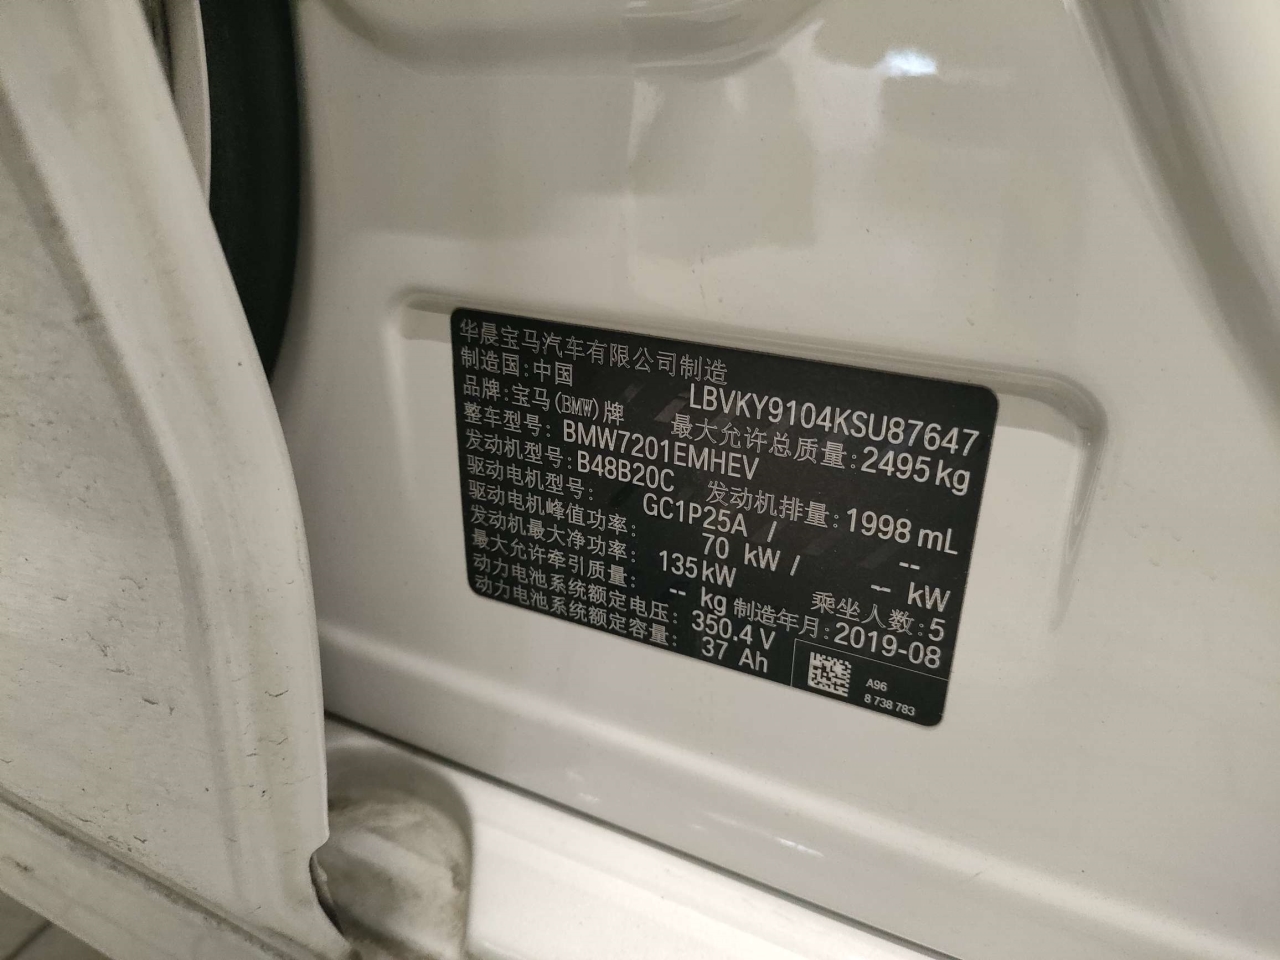 华晨宝马汽车有限公司制造
制造国:中国 LBVKY9104KSU87647
品牌:宝马(BMW)牌 最大允许总质量:2495kg
整车型号: BMW7201EMHEV
发动机型号: B48B20C 发动机排量:1998 mL
驱动电机型号: GC1P25A / --
驱动电机峰值功率: 70 kW / -- kW
发动机最大净功率: 135kW 乘坐人数:5
最大允许牵引质量: -- kg 制造年月:2019-08
动力电池系统额定电压: 350.4 V
动力电池系统额定容量: 37 Ah
A96
8 738 783